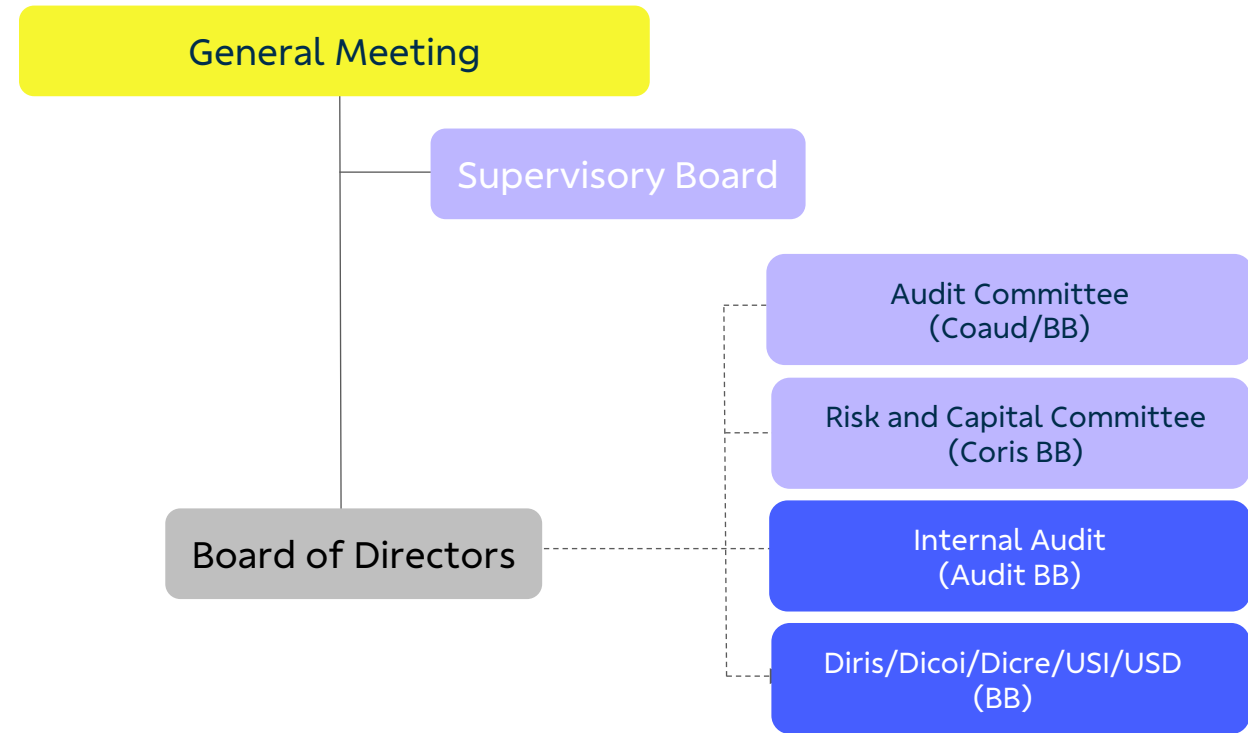 General Meeting
Supervisory Board
Audit Committee
(Coaud/BB)
Risk and Capital Committee
(Coris BB)
Board of Directors
Internal Audit
(Audit BB)
Diris/Dicoi/Dicre/USI/USD
(BB)